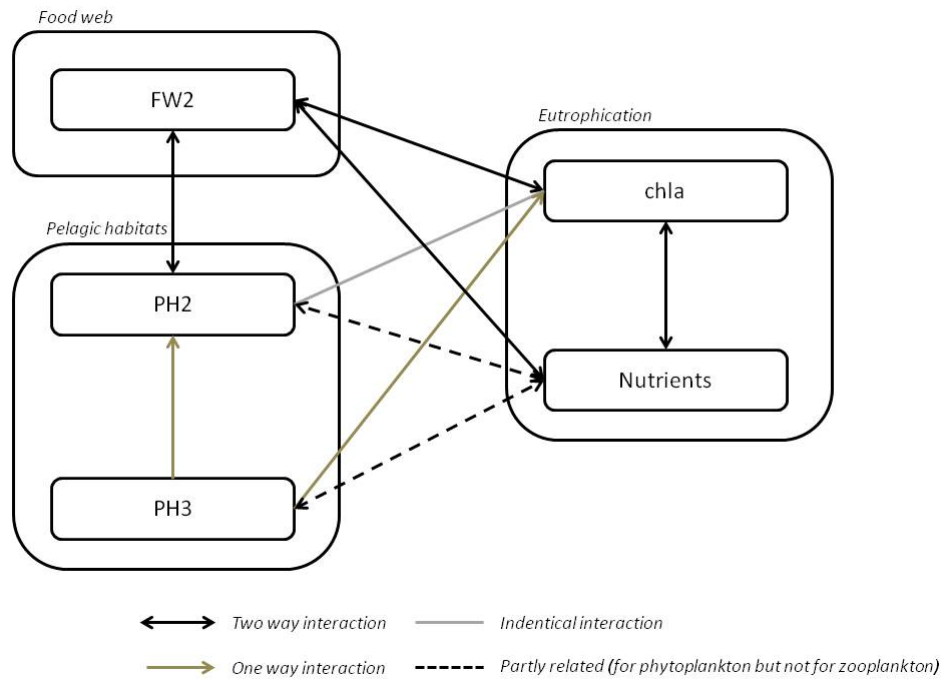 Food web
FW2
Eutrophication
chla
Pelagic habitats
PH2
Nutrients
PH3
Two way interaction
Indentical interaction
One way interaction
Partly related (for phytoplankton but not for zooplankton)